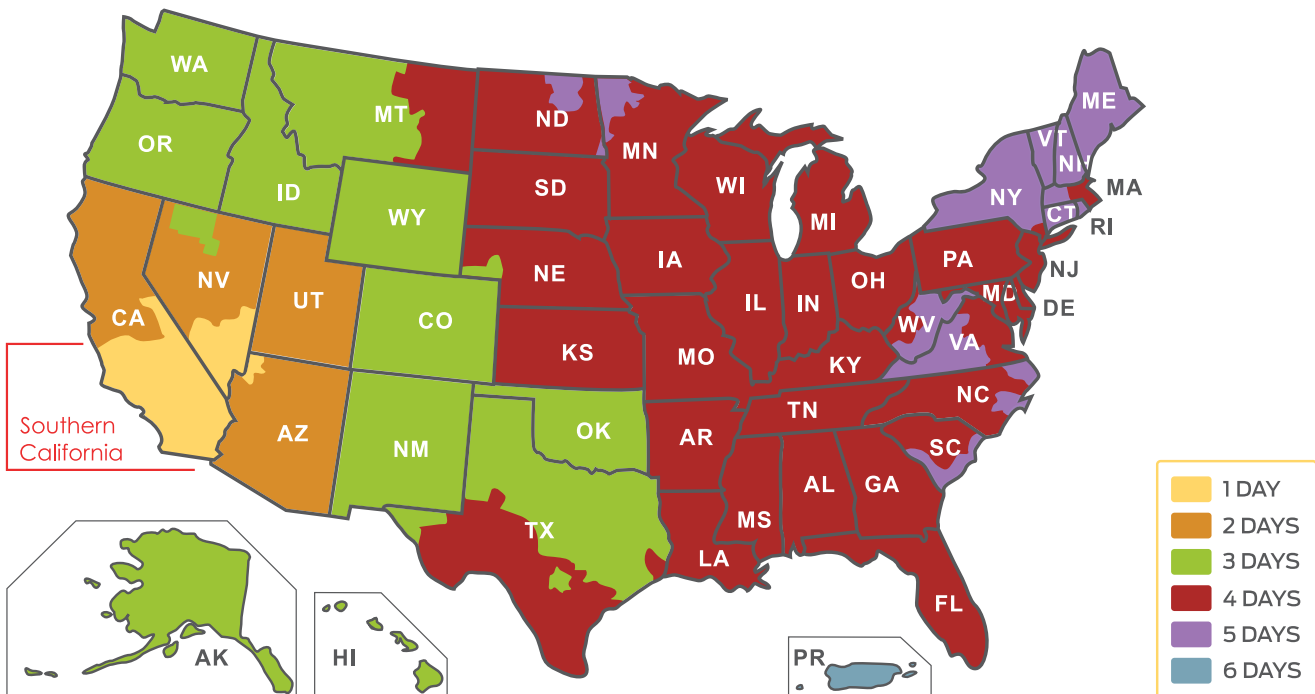 WA
MT
ND
MN
ME
VT
NH
OR
ID
SD
WI
NY
MA
WY
MI
CT
RI
IA
PA
NJ
NE
NV
OH
UT
IL
IN
MD
DE
CA
CO
WV
VA
KS
MO
KY
Southern
California
NC
TN
AZ
OK
AR
SC
NM
AL
GA
TX
MS
LA
FL
AK
HI
PR
1 DAY
2 DAYS
3 DAYS
4 DAYS
5 DAYS
6 DAYS